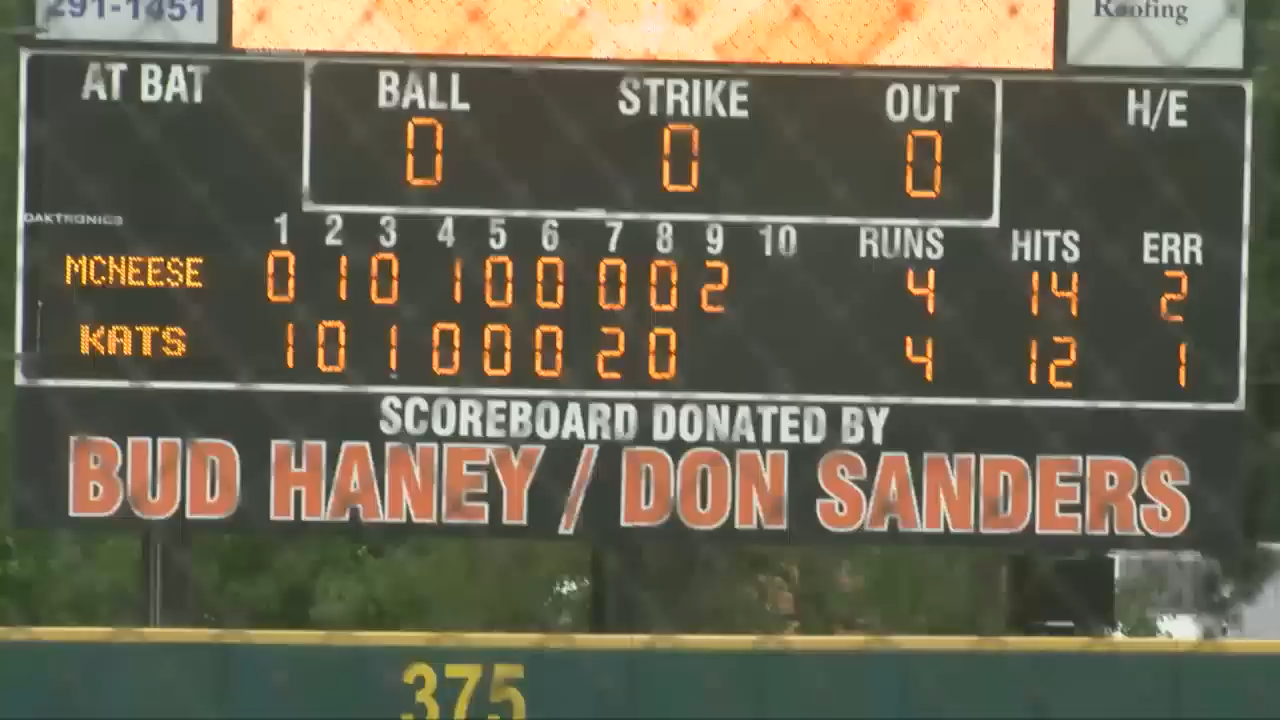 291-1451
Roofing
AT BAT BALL STRIKE OUT H/E
0 0 0
DAKTRONICS
1 2 3 4 5 6 7 8 9 10 RUNS HITS ERR
MCNEESE 0 1 0 1 0 0 0 0 2 4 14 2
KATS 1 0 1 0 0 0 2 0 4 12 1
SCOREBOARD DONATED BY
BUD HANEY / DON SANDERS
375